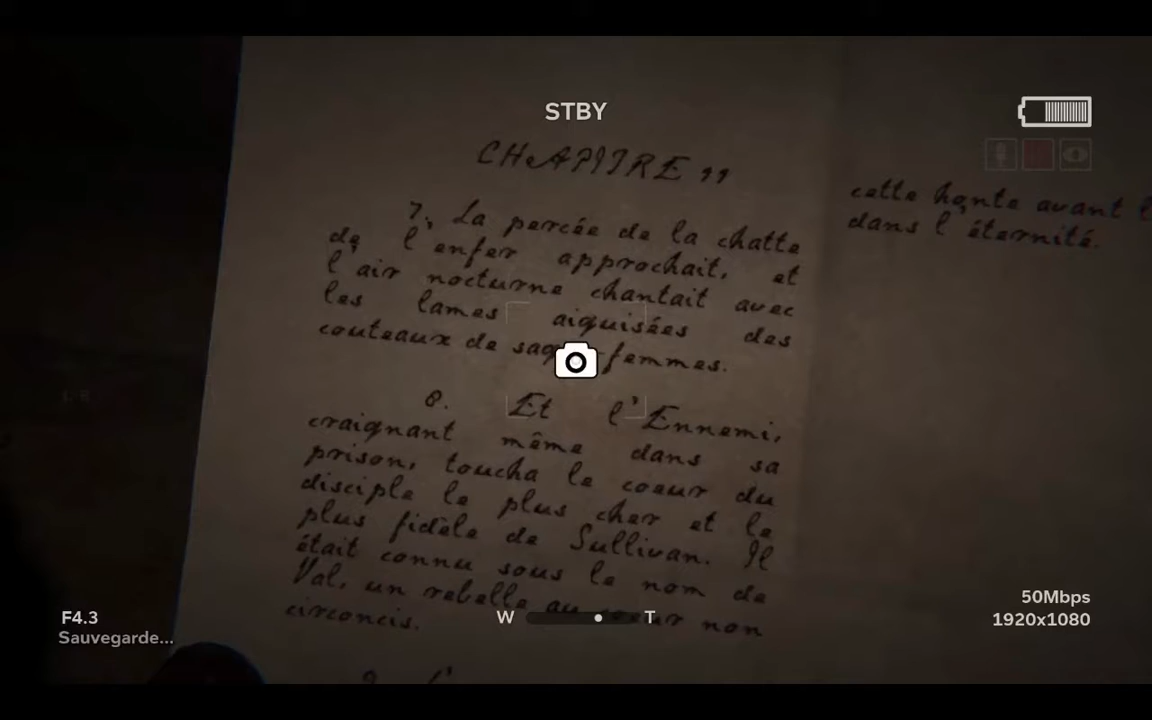 STBY
CHAPITRE 11
7. La percée de la chatte
de l'enfer approchait, et
l'air nocturne chantait avec
les lames aiguisées des
couteaux de femmes.
8. Et l'Ennemi,
craignant même dans sa
prison, toucha le coeur du
disciple le plus cher et le
plus fidèle de Sullivan. Il
était connu sous le nom de
Val, un rebelle au coeur non
circoncis.
cette honte avant
dans l'éternité.
F4.3
Sauvegarde...
W T
50Mbps
1920x1080